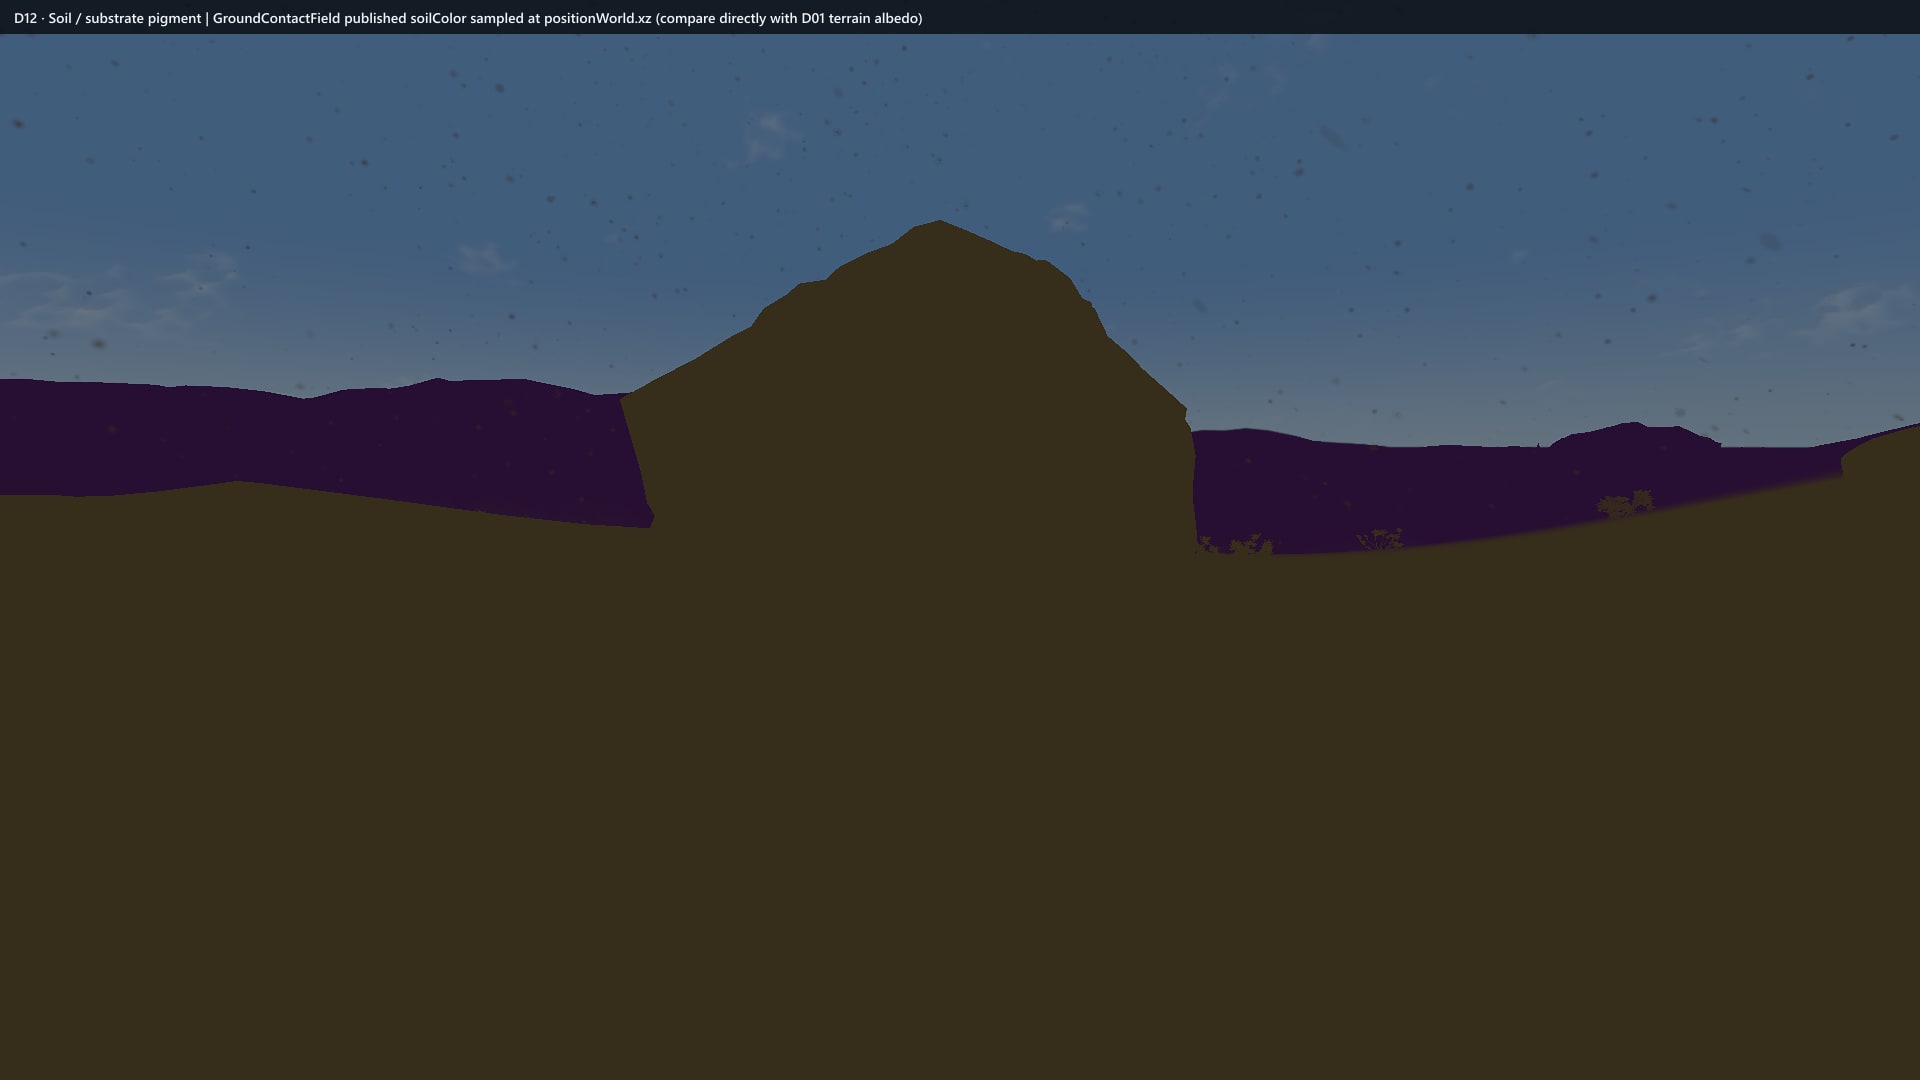 D12 · Soil / substrate pigment | GroundContactField published soilColor sampled at positionWorld.xz (compare directly with D01 terrain albedo)